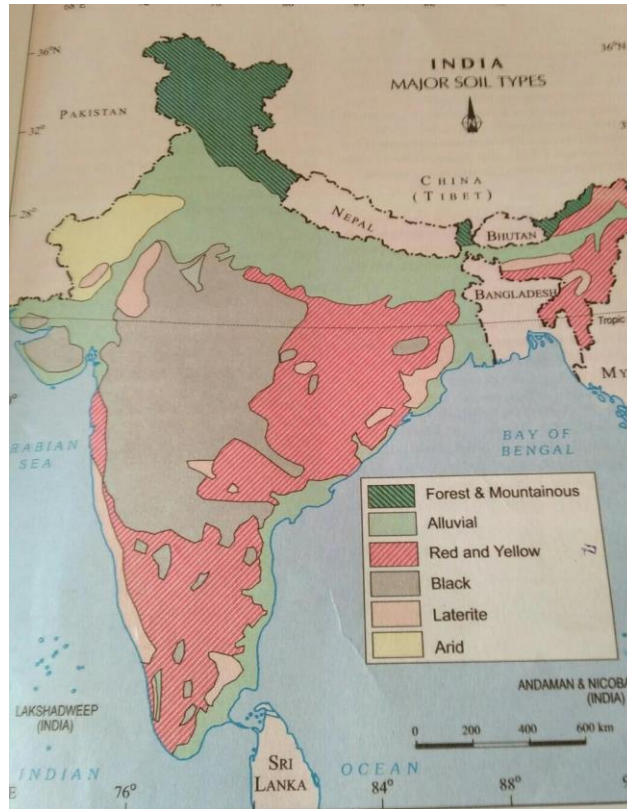 68° E
36°N
INDIA
MAJOR SOIL TYPES
36°N
PAKISTAN
32°
N
CHINA
(TIBET)
28°
NEPAL
BHUTAN
BANGLADESH
Tropic
MY
ARABIAN
SEA
BAY OF
BENGAL
Forest & Mountainous
Alluvial
Red and Yellow
Black
Laterite
Arid
LAKSHADWEEP
(INDIA)
ANDAMAN & NICOBA
(INDIA)
0 200 400 600 km
INDIAN
OCEAN
SRI
LANKA
76°
84°
88°